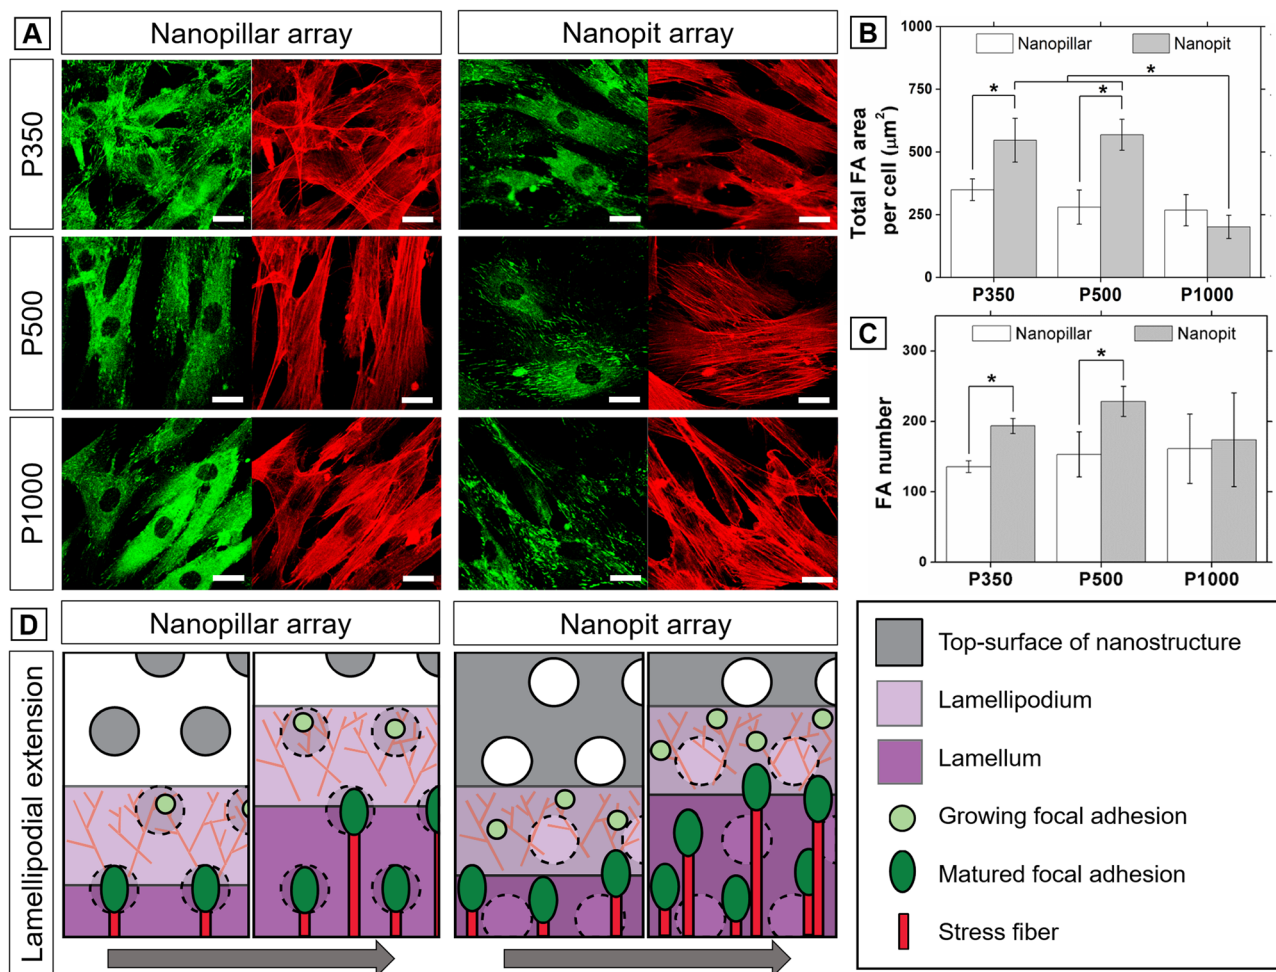 A
Nanopillar array
Nanopit array
P350
P500
P1000
B
Total FA area
per cell (μm²)
1000
750
500
250
0
Nanopillar
Nanopit
*
*
*
P350
P500
P1000
C
FA number
300
200
100
0
Nanopillar
Nanopit
*
*
P350
P500
P1000
D
Nanopillar array
Nanopit array
Lamellipodial extension
Top-surface of nanostructure
Lamellipodium
Lamellum
Growing focal adhesion
Matured focal adhesion
Stress fiber